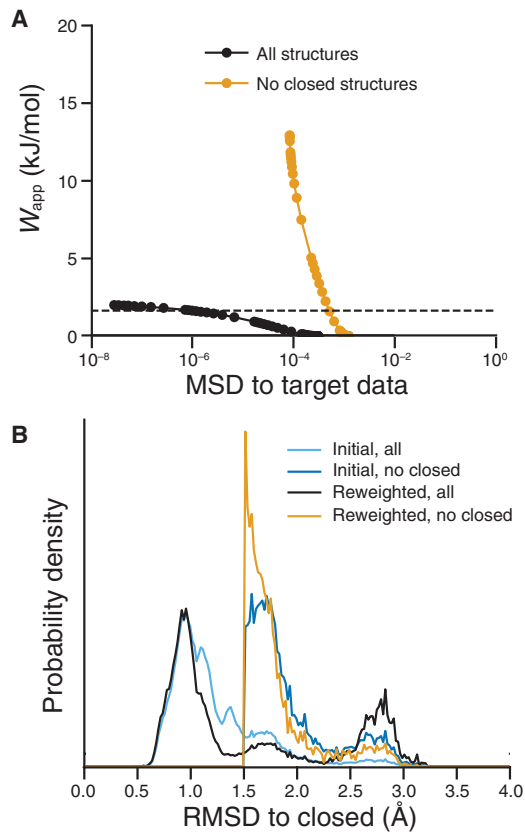 A
20
15
10
5
0
W_app (kJ/mol)
All structures
No closed structures
10⁻⁸ 10⁻⁶ 10⁻⁴ 10⁻² 10⁰
MSD to target data
B
Probability density
Initial, all
Initial, no closed
Reweighted, all
Reweighted, no closed
0.0 0.5 1.0 1.5 2.0 2.5 3.0 3.5 4.0
RMSD to closed (Å)